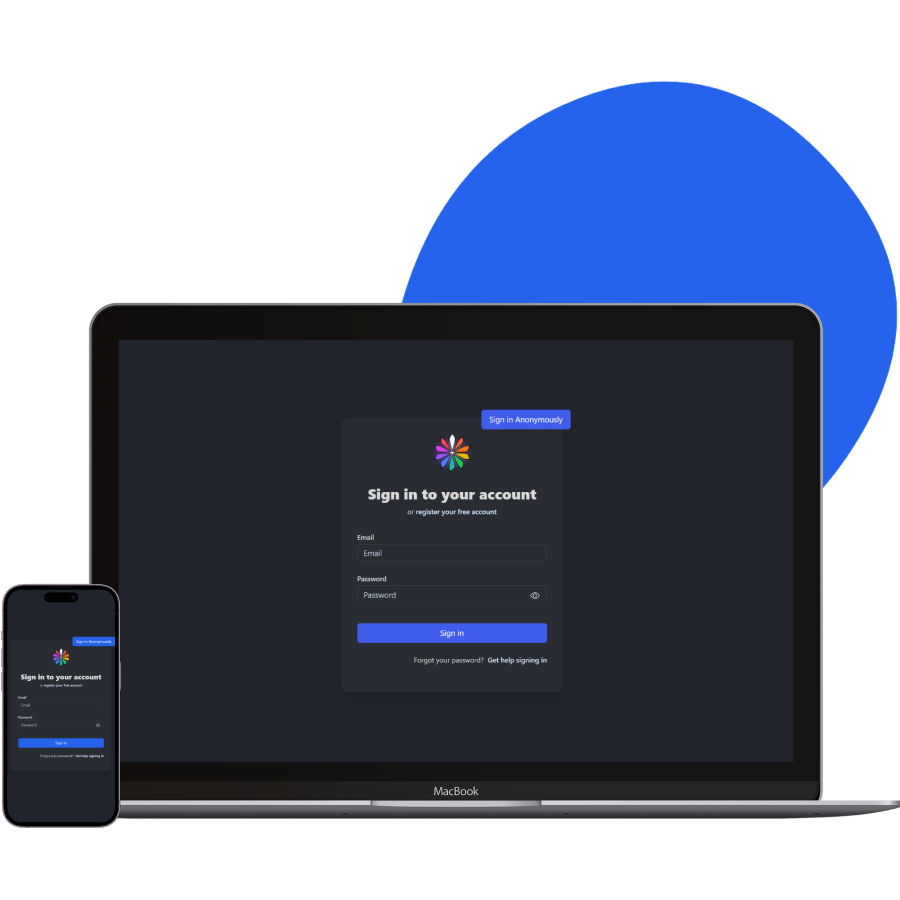 Sign in Anonymously
Sign in to your account
or register your free account
Email
Email
Password
Password
Sign in
Forgot your password? Get help signing in
MacBook
Sign in Anonymously
Sign in to your account
or register your free account
Email
Email
Password
Password
Sign in
Forgot your password? Get help signing in